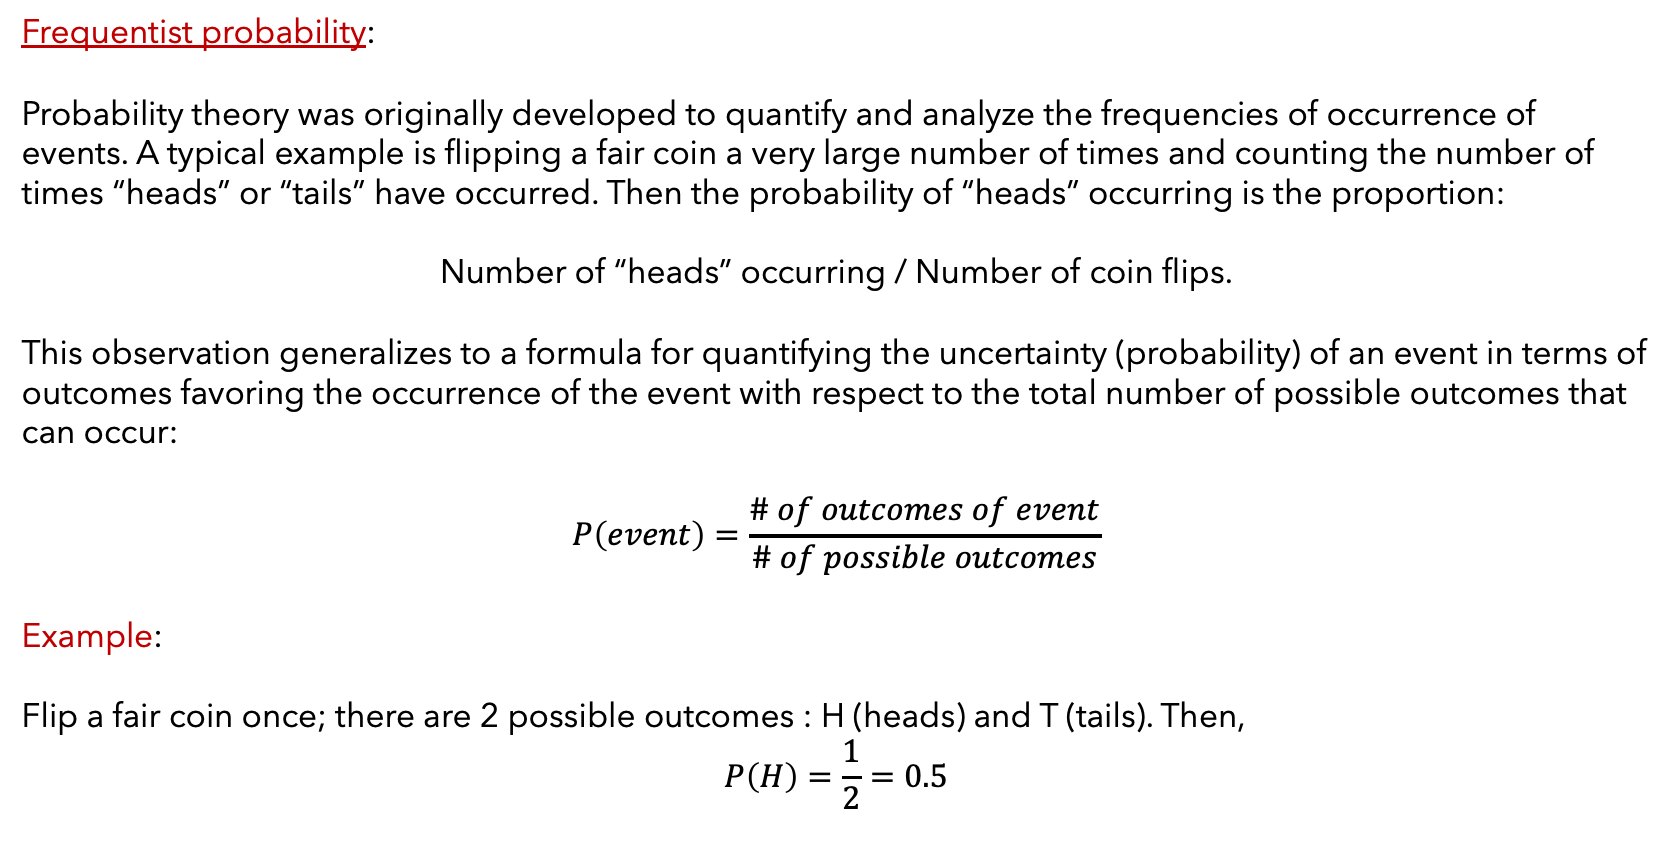 Frequentist probability:
Probability theory was originally developed to quantify and analyze the frequencies of occurrence of
events. A typical example is flipping a fair coin a very large number of times and counting the number of
times “heads” or “tails” have occurred. Then the probability of “heads” occurring is the proportion:
Number of “heads” occurring / Number of coin flips.
This observation generalizes to a formula for quantifying the uncertainty (probability) of an event in terms of
outcomes favoring the occurrence of the event with respect to the total number of possible outcomes that
can occur:
P(event) = # of outcomes of event / # of possible outcomes
Example:
Flip a fair coin once; there are 2 possible outcomes : H (heads) and T (tails). Then,
P(H) = 1/2 = 0.5